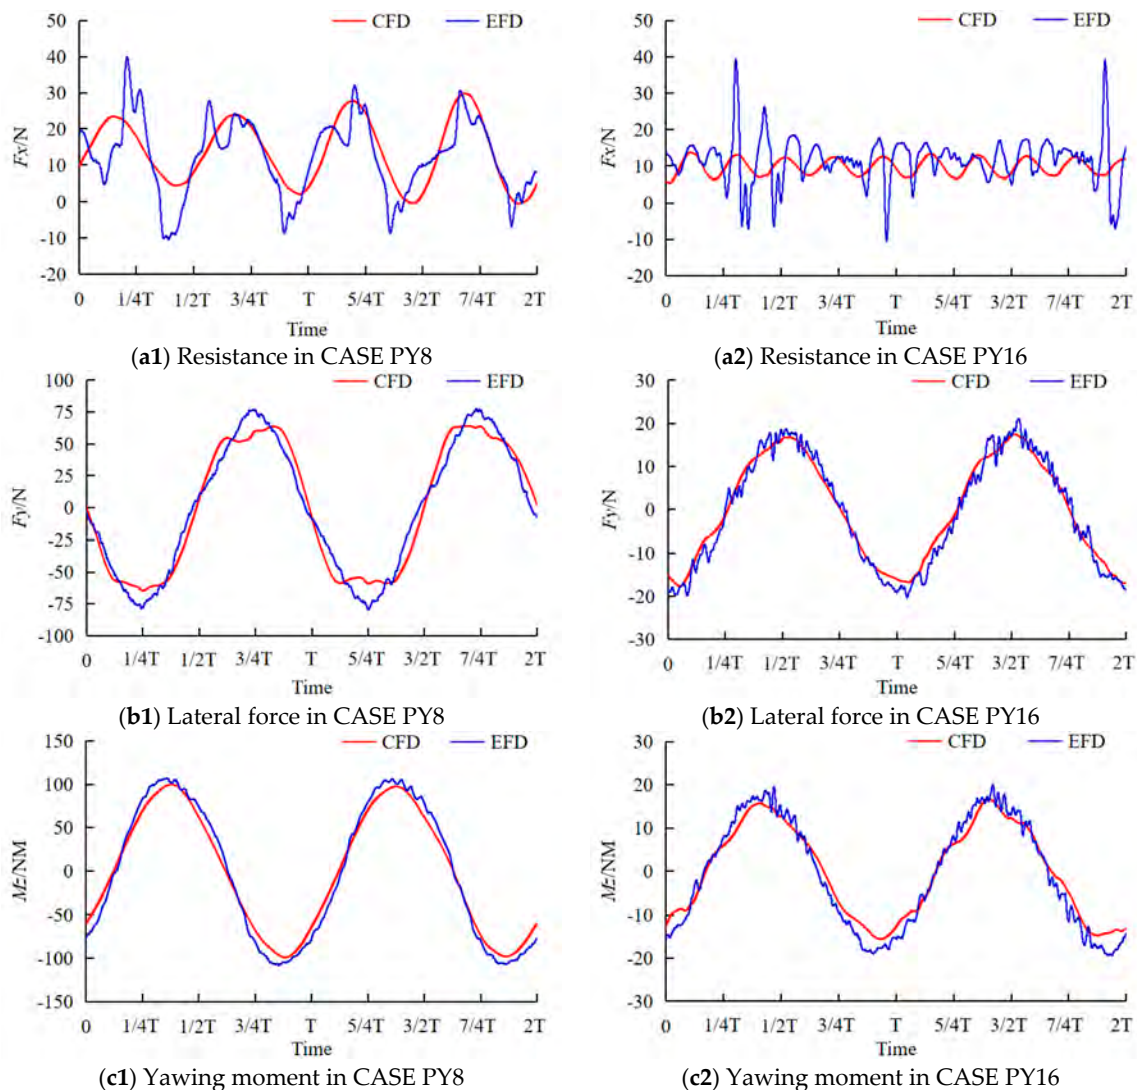 CFD EFD
50
40
30
20
10
0
-10
-20
Fx/N
0 1/4T 1/2T 3/4T T 5/4T 3/2T 7/4T 2T
Time
(a1) Resistance in CASE PY8
CFD EFD
50
40
30
20
10
0
-10
-20
Fx/N
0 1/4T 1/2T 3/4T T 5/4T 3/2T 7/4T 2T
Time
(a2) Resistance in CASE PY16
CFD EFD
100
75
50
25
0
-25
-50
-75
-100
Fy/N
0 1/4T 1/2T 3/4T T 5/4T 3/2T 7/4T 2T
Time
(b1) Lateral force in CASE PY8
CFD EFD
30
20
10
0
-10
-20
-30
Fy/N
0 1/4T 1/2T 3/4T T 5/4T 3/2T 7/4T 2T
Time
(b2) Lateral force in CASE PY16
CFD EFD
150
100
50
0
-50
-100
-150
Mz/NM
0 1/4T 1/2T 3/4T T 5/4T 3/2T 7/4T 2T
Time
(c1) Yawing moment in CASE PY8
CFD EFD
30
20
10
0
-10
-20
-30
Mz/NM
0 1/4T 1/2T 3/4T T 5/4T 3/2T 7/4T 2T
Time
(c2) Yawing moment in CASE PY16